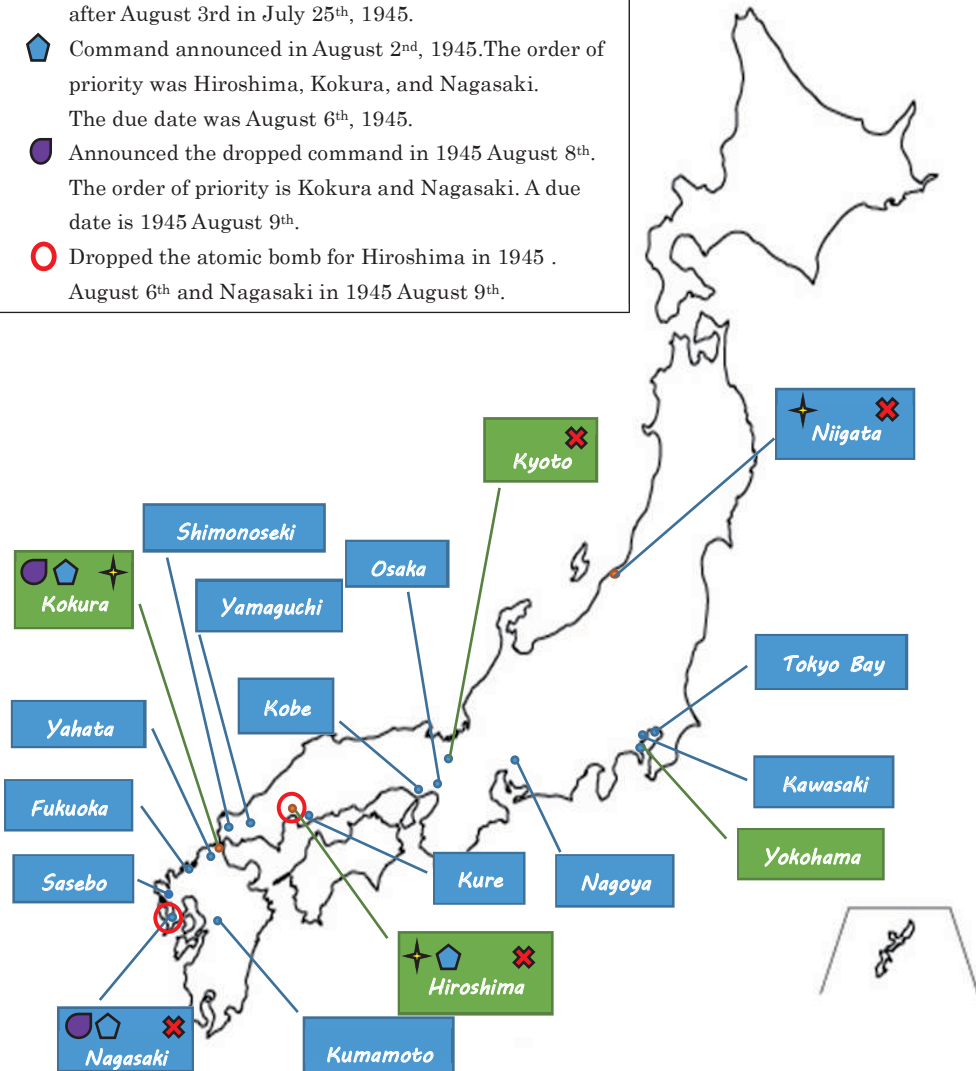 after August 3rd in July 25th, 1945.
Command announced in August 2nd, 1945.The order of
priority was Hiroshima, Kokura, and Nagasaki.
The due date was August 6th, 1945.
Announced the dropped command in 1945 August 8th.
The order of priority is Kokura and Nagasaki. A due
date is 1945 August 9th.
Dropped the atomic bomb for Hiroshima in 1945 .
August 6th and Nagasaki in 1945 August 9th.
Niigata
Kyoto
Shimonoseki
Osaka
Kokura
Yamaguchi
Tokyo Bay
Kobe
Yahata
Kawasaki
Fukuoka
Yokohama
Sasebo
Kure
Nagoya
Hiroshima
Nagasaki
Kumamoto